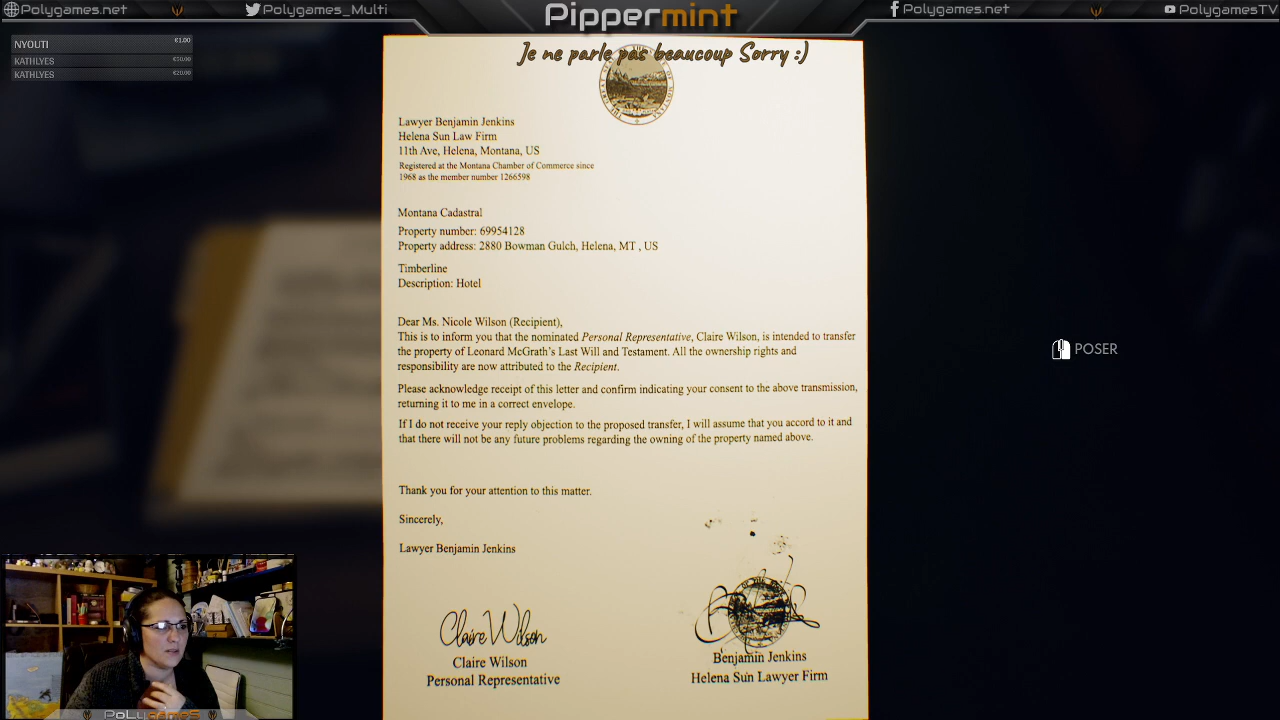 Polygames.net
Polygames_Multi
Pippermint
Polygames.net
PolygamesTV
NYOUTI €1.00
KATHLYES
KATHLYES €20.00
Je ne parle pas beaucoup Sorry :)
Lawyer Benjamin Jenkins
Helena Sun Law Firm
11th Ave, Helena, Montana, US
Registered at the Montana Chamber of Commerce since
1968 as the member number 1266598
Montana Cadastral
Property number: 69954128
Property address: 2880 Bowman Gulch, Helena, MT , US
Timberline
Description: Hotel
Dear Ms. Nicole Wilson (Recipient),
This is to inform you that the nominated Personal Representative, Claire Wilson, is intended to transfer
the property of Leonard McGrath's Last Will and Testament. All the ownership rights and
responsibility are now attributed to the Recipient.
Please acknowledge receipt of this letter and confirm indicating your consent to the above transmission,
returning it to me in a correct envelope.
If I do not receive your reply objection to the proposed transfer, I will assume that you accord to it and
that there will not be any future problems regarding the owning of the property named above.
Thank you for your attention to this matter.
Sincerely,
Lawyer Benjamin Jenkins
Claire Wilson
Claire Wilson
Personal Representative
Benjamin Jenkins
Helena Sun Lawyer Firm
POSER
PoLygameS